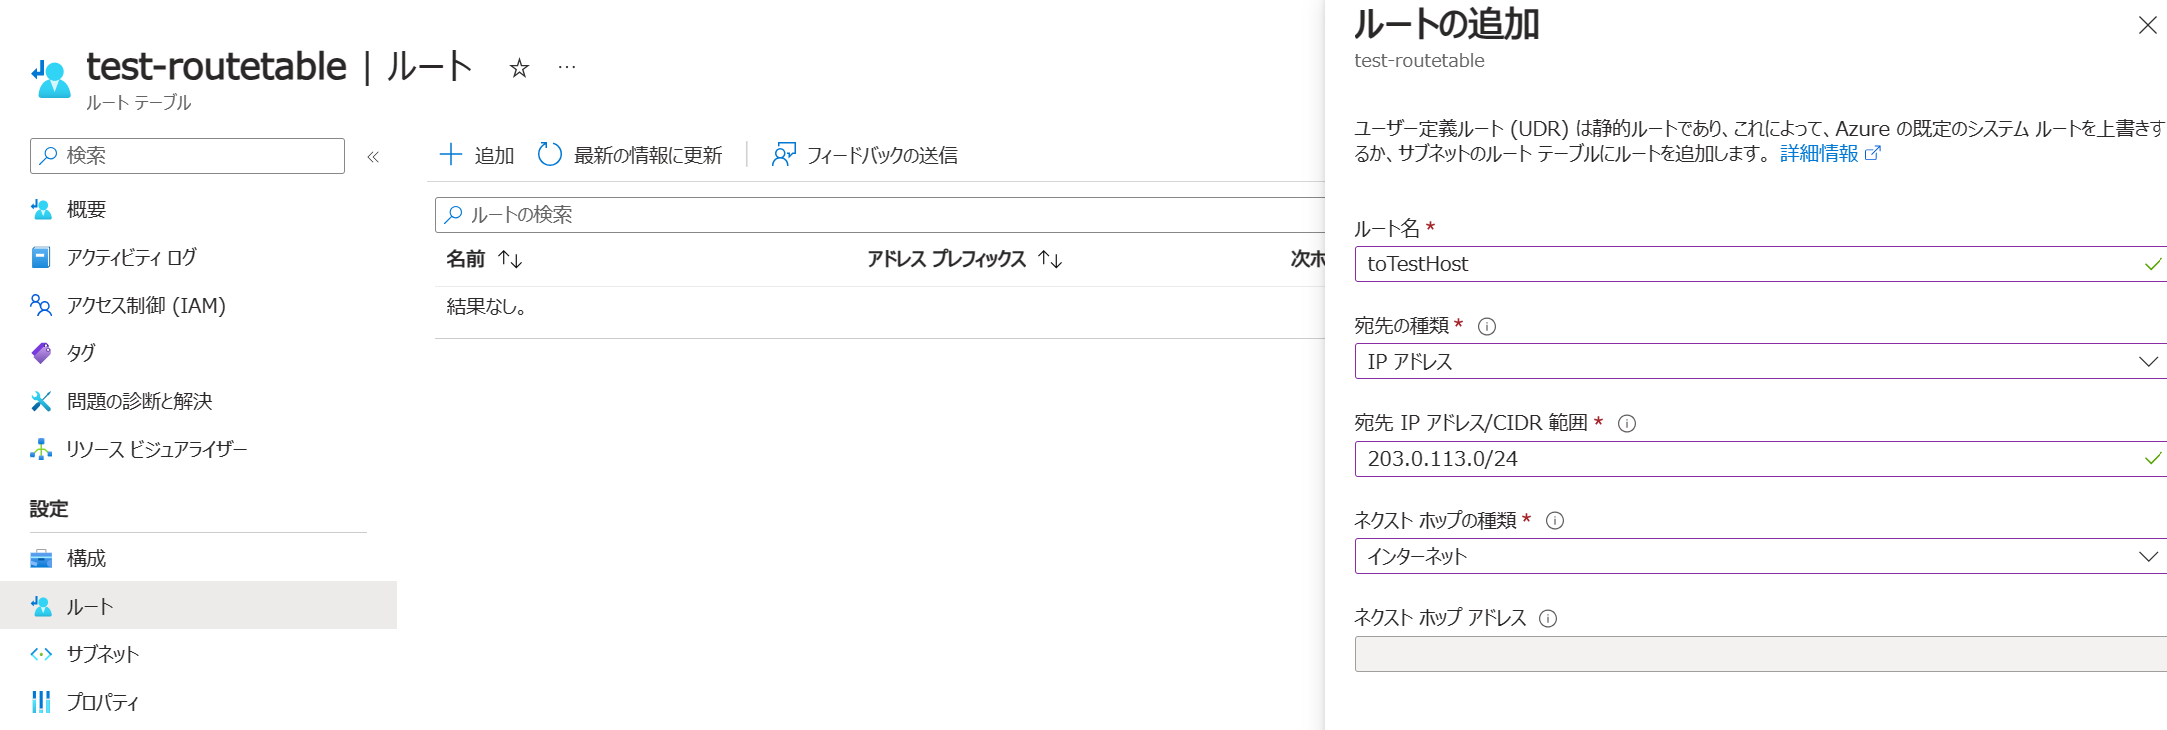 test-routetable | ルート
ルート テーブル
検索
概要
アクティビティ ログ
アクセス制御 (IAM)
タグ
問題の診断と解決
リソース ビジュアライザー
設定
構成
ルート
サブネット
プロパティ
追加 最新の情報に更新 フィードバックの送信
ルートの検索
名前 アドレス プレフィックス 次ホ
結果なし。
ルートの追加
test-routetable
ユーザー定義ルート (UDR) は静的ルートであり、これによって、Azure の既定のシステム ルートを上書きす
るか、サブネットのルート テーブルにルートを追加します。 詳細情報
ルート名 *
toTestHost
宛先の種類 *
IP アドレス
宛先 IP アドレス/CIDR 範囲 *
203.0.113.0/24
ネクスト ホップの種類 *
インターネット
ネクスト ホップ アドレス